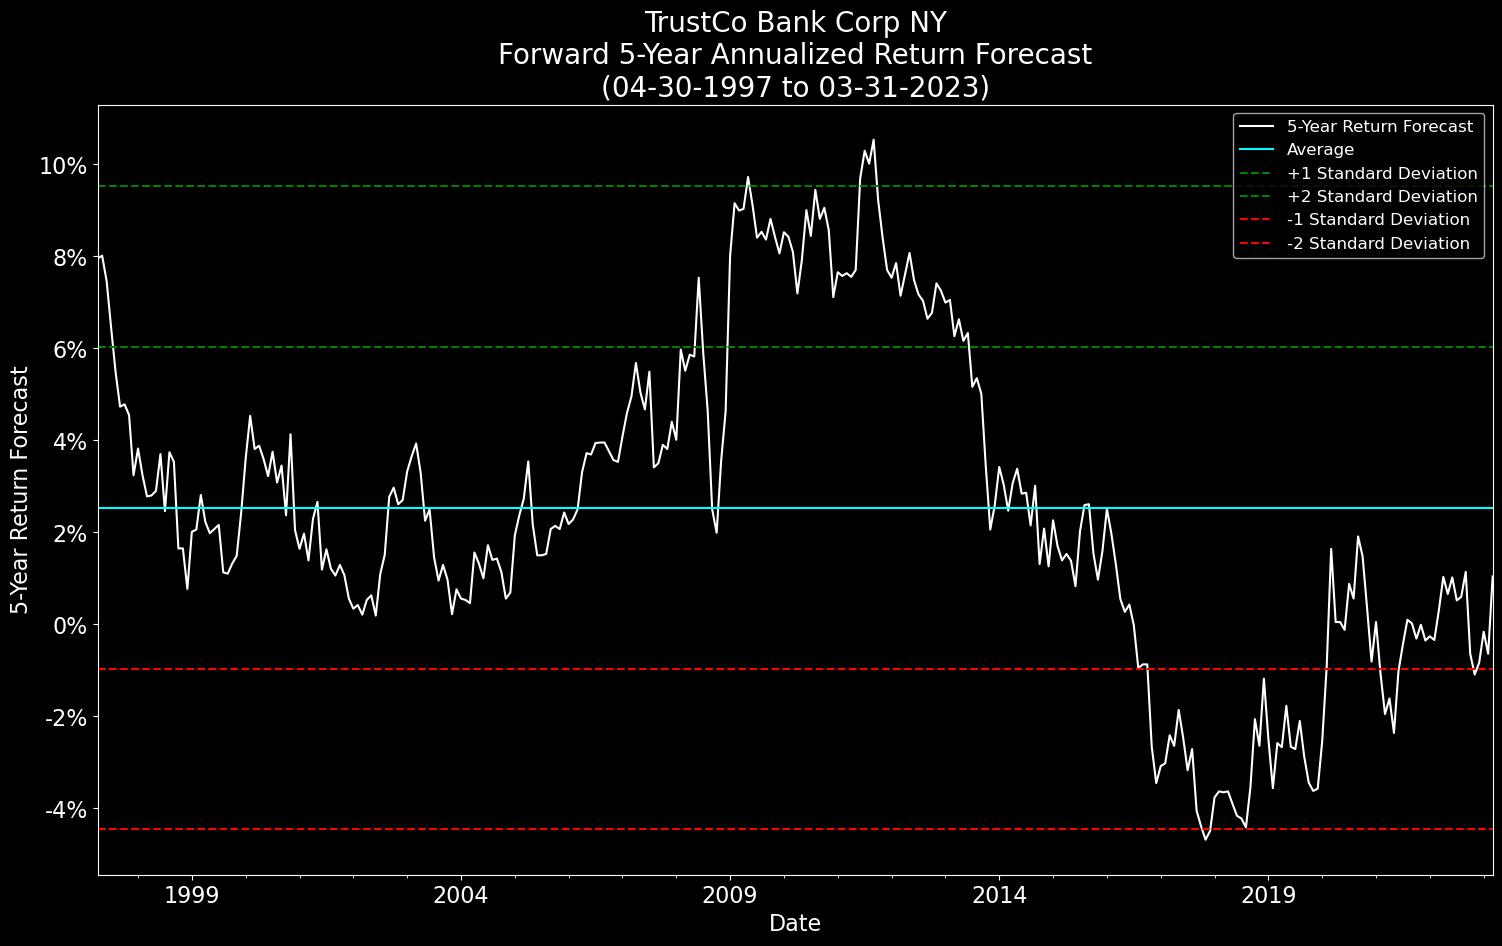 TrustCo Bank Corp NY
Forward 5-Year Annualized Return Forecast
(04-30-1997 to 03-31-2023)
5-Year Return Forecast
Average
+1 Standard Deviation
+2 Standard Deviation
-1 Standard Deviation
-2 Standard Deviation
10%
8%
6%
4%
2%
0%
-2%
-4%
5-Year Return Forecast
1999
2004
2009
2014
2019
Date